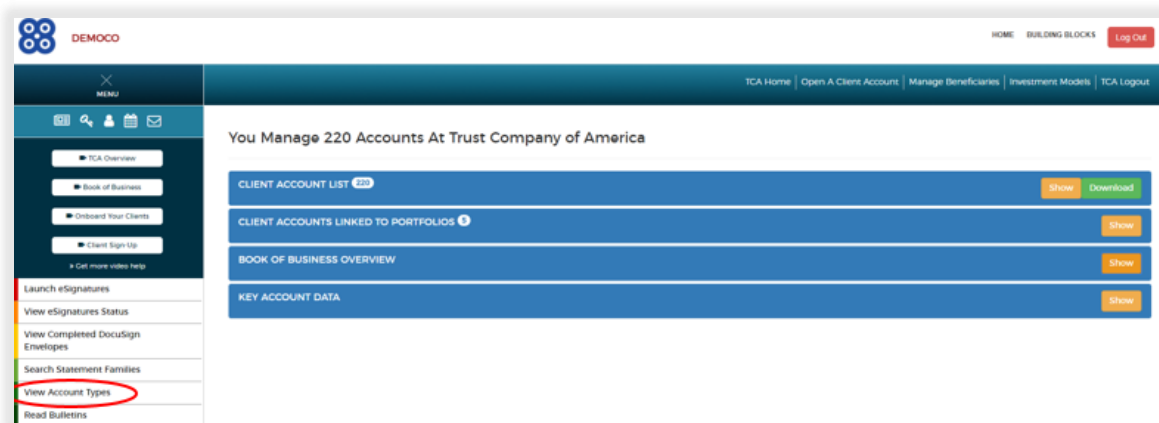 DEMOCO
HOME BUILDING BLOCKS Log Out
MENU
TCA Home Open A Client Account Manage Beneficiaries Investment Models TCA Logout
TCA Overview
Book of Business
Onboard Your Clients
Client Sign-Up
» Get more video help
Launch eSignatures
View eSignatures Status
View Completed DocuSign
Envelopes
Search Statement Families
View Account Types
Read Bulletins
You Manage 220 Accounts At Trust Company of America
CLIENT ACCOUNT LIST 220 Show Download
CLIENT ACCOUNTS LINKED TO PORTFOLIOS 5 Show
BOOK OF BUSINESS OVERVIEW Show
KEY ACCOUNT DATA Show